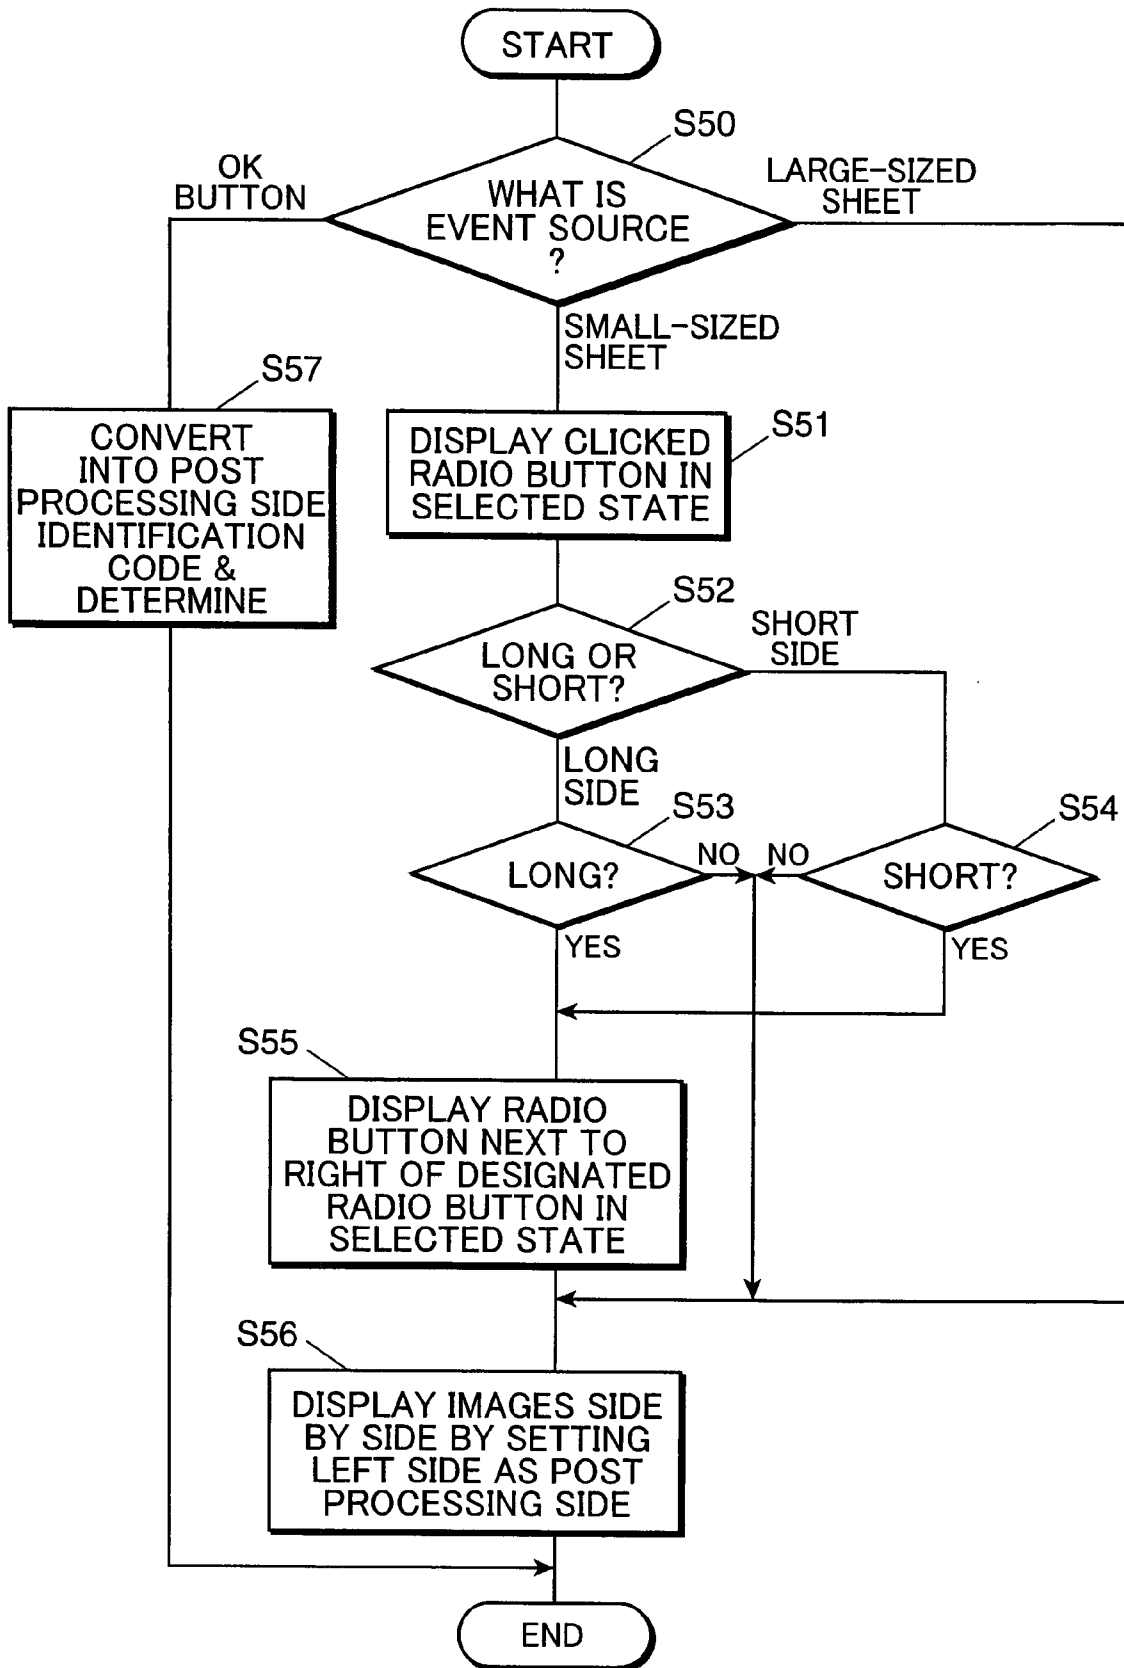 START
S50
OK
BUTTON
WHAT IS
EVENT SOURCE
?
LARGE-SIZED
SHEET
SMALL-SIZED
SHEET
S57
CONVERT
INTO POST
PROCESSING SIDE
IDENTIFICATION
CODE &
DETERMINE
S51
DISPLAY CLICKED
RADIO BUTTON IN
SELECTED STATE
S52
LONG OR
SHORT?
SHORT
SIDE
LONG
SIDE
S53
LONG?
NO
NO
S54
SHORT?
YES
YES
S55
DISPLAY RADIO
BUTTON NEXT TO
RIGHT OF DESIGNATED
RADIO BUTTON IN
SELECTED STATE
S56
DISPLAY IMAGES SIDE
BY SIDE BY SETTING
LEFT SIDE AS POST
PROCESSING SIDE
END